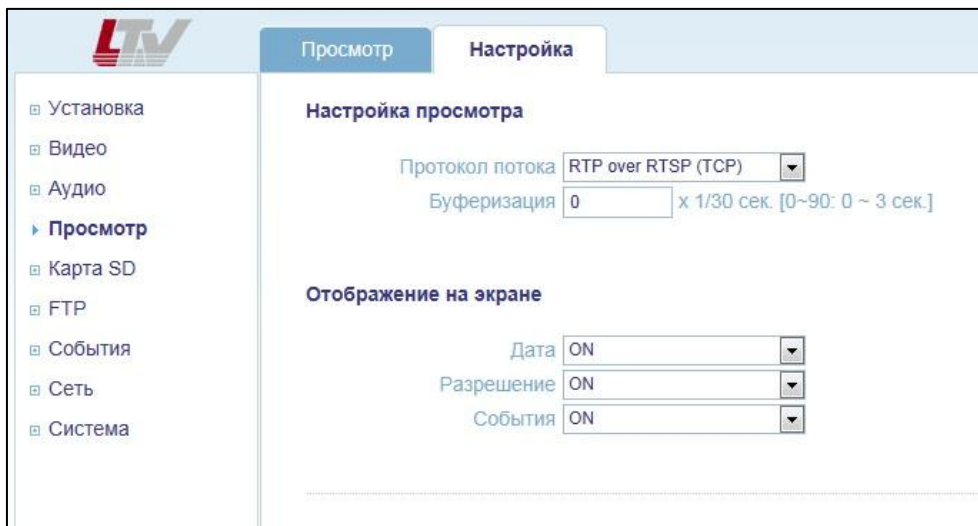 LTV
Просмотр
Настройка
Установка
Видео
Аудио
Просмотр
Карта SD
FTP
События
Сеть
Система
Настройка просмотра
Протокол потока RTP over RTSP (TCP)
Буферизация 0 x 1/30 сек. [0~90: 0 ~ 3 сек.]
Отображение на экране
Дата ON
Разрешение ON
События ON